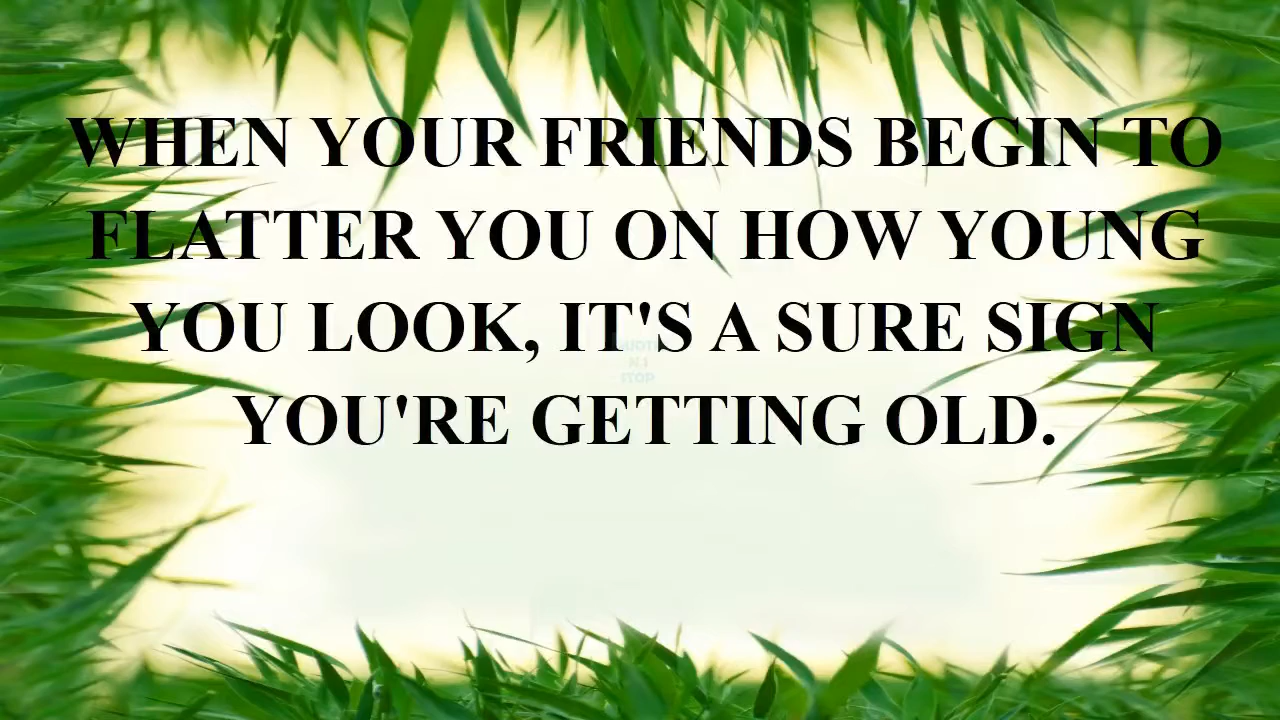 WHEN YOUR FRIENDS BEGIN TO
FLATTER YOU ON HOW YOUNG
YOU LOOK, IT'S A SURE SIGN
YOU'RE GETTING OLD.